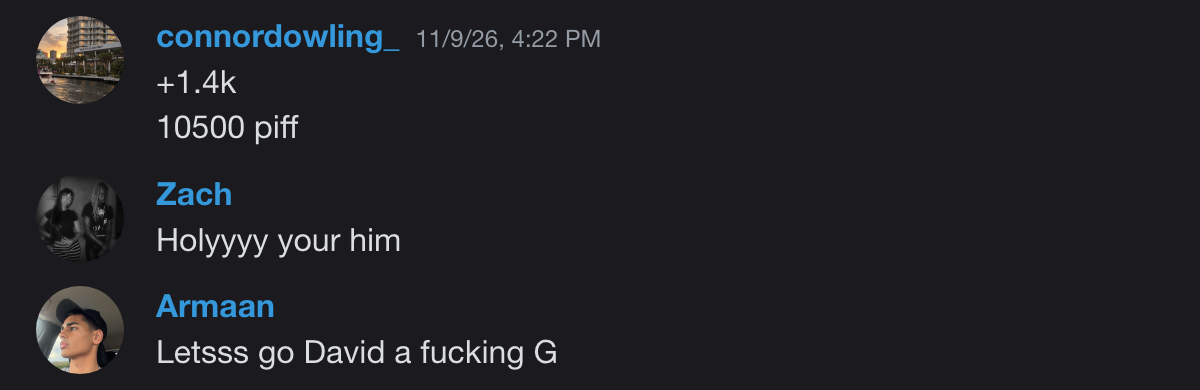 connordowling_ 11/9/26, 4:22 PM
+1.4k
10500 piff
Zach
Holyyyy your him
Armaan
Letsss go David a fucking G